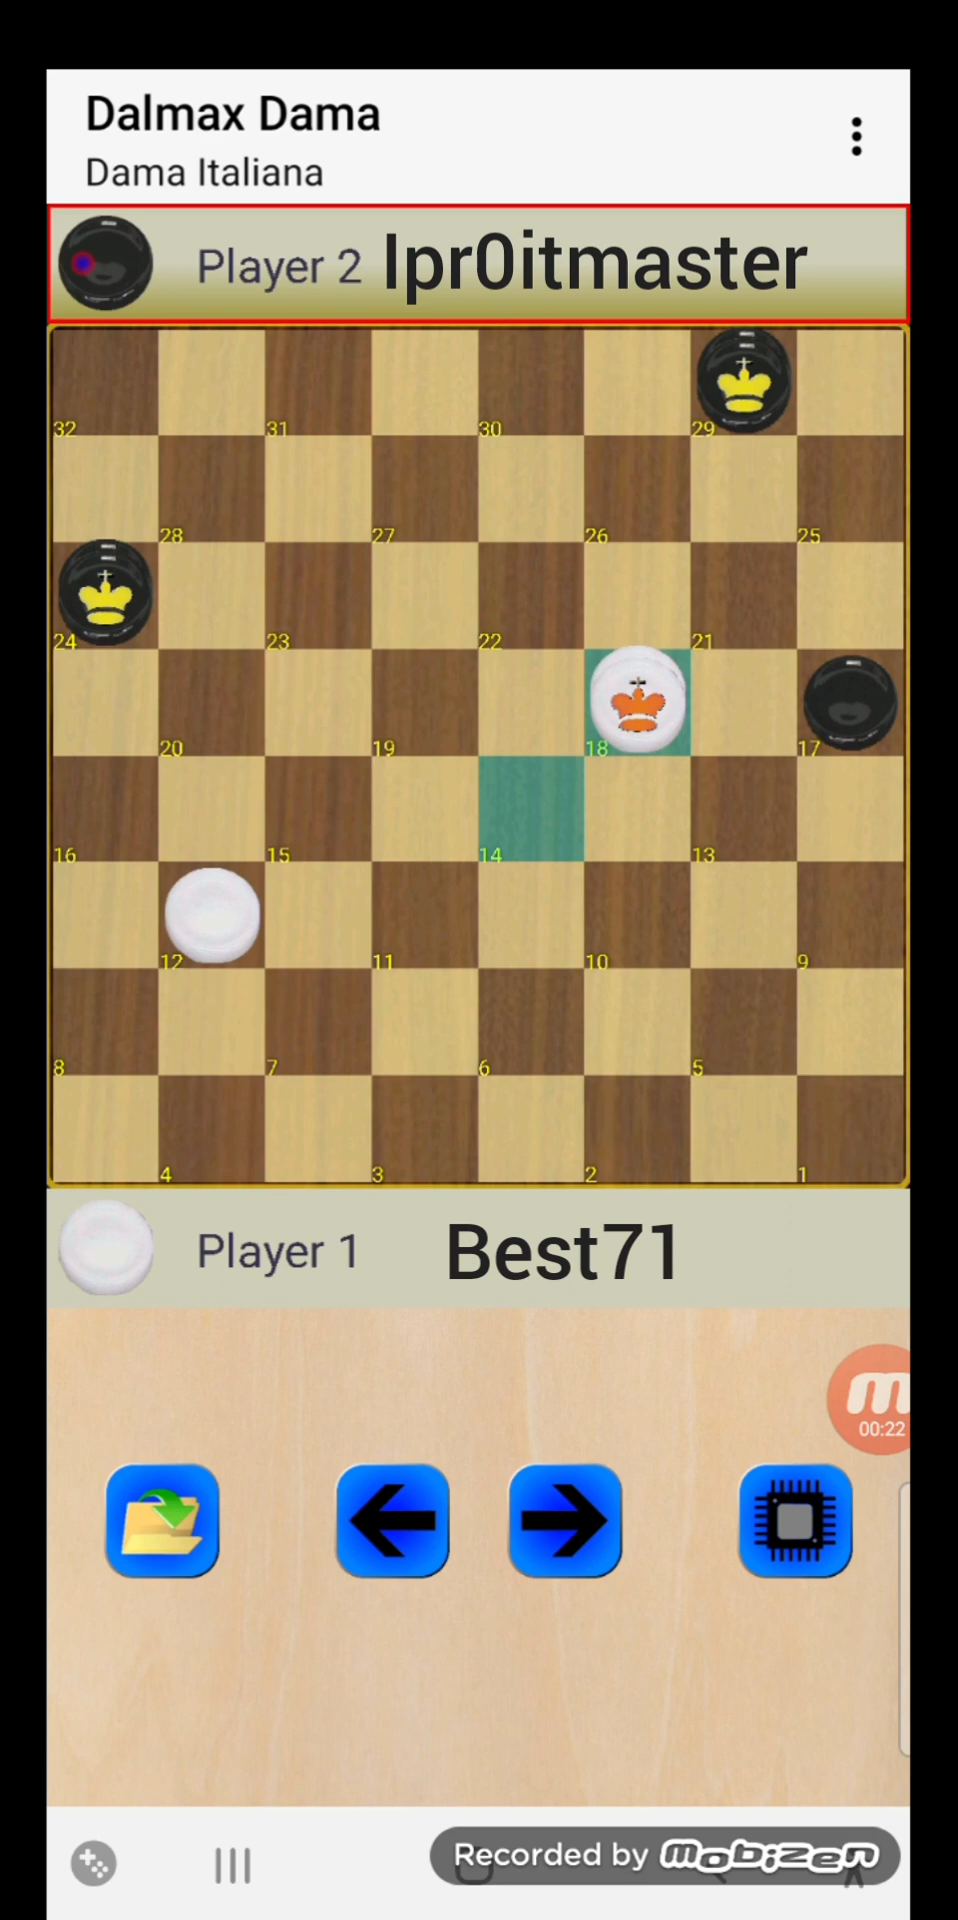 Dalmax Dama
Dama Italiana
Player 2 Ipr0itmaster
32 31 30 29
28 27 26 25
24 23 22 21
20 19 18 17
16 15 14 13
12 11 10 9
8 7 6 5
4 3 2 1
Player 1 Best71
m
00:22
Recorded by mobizen